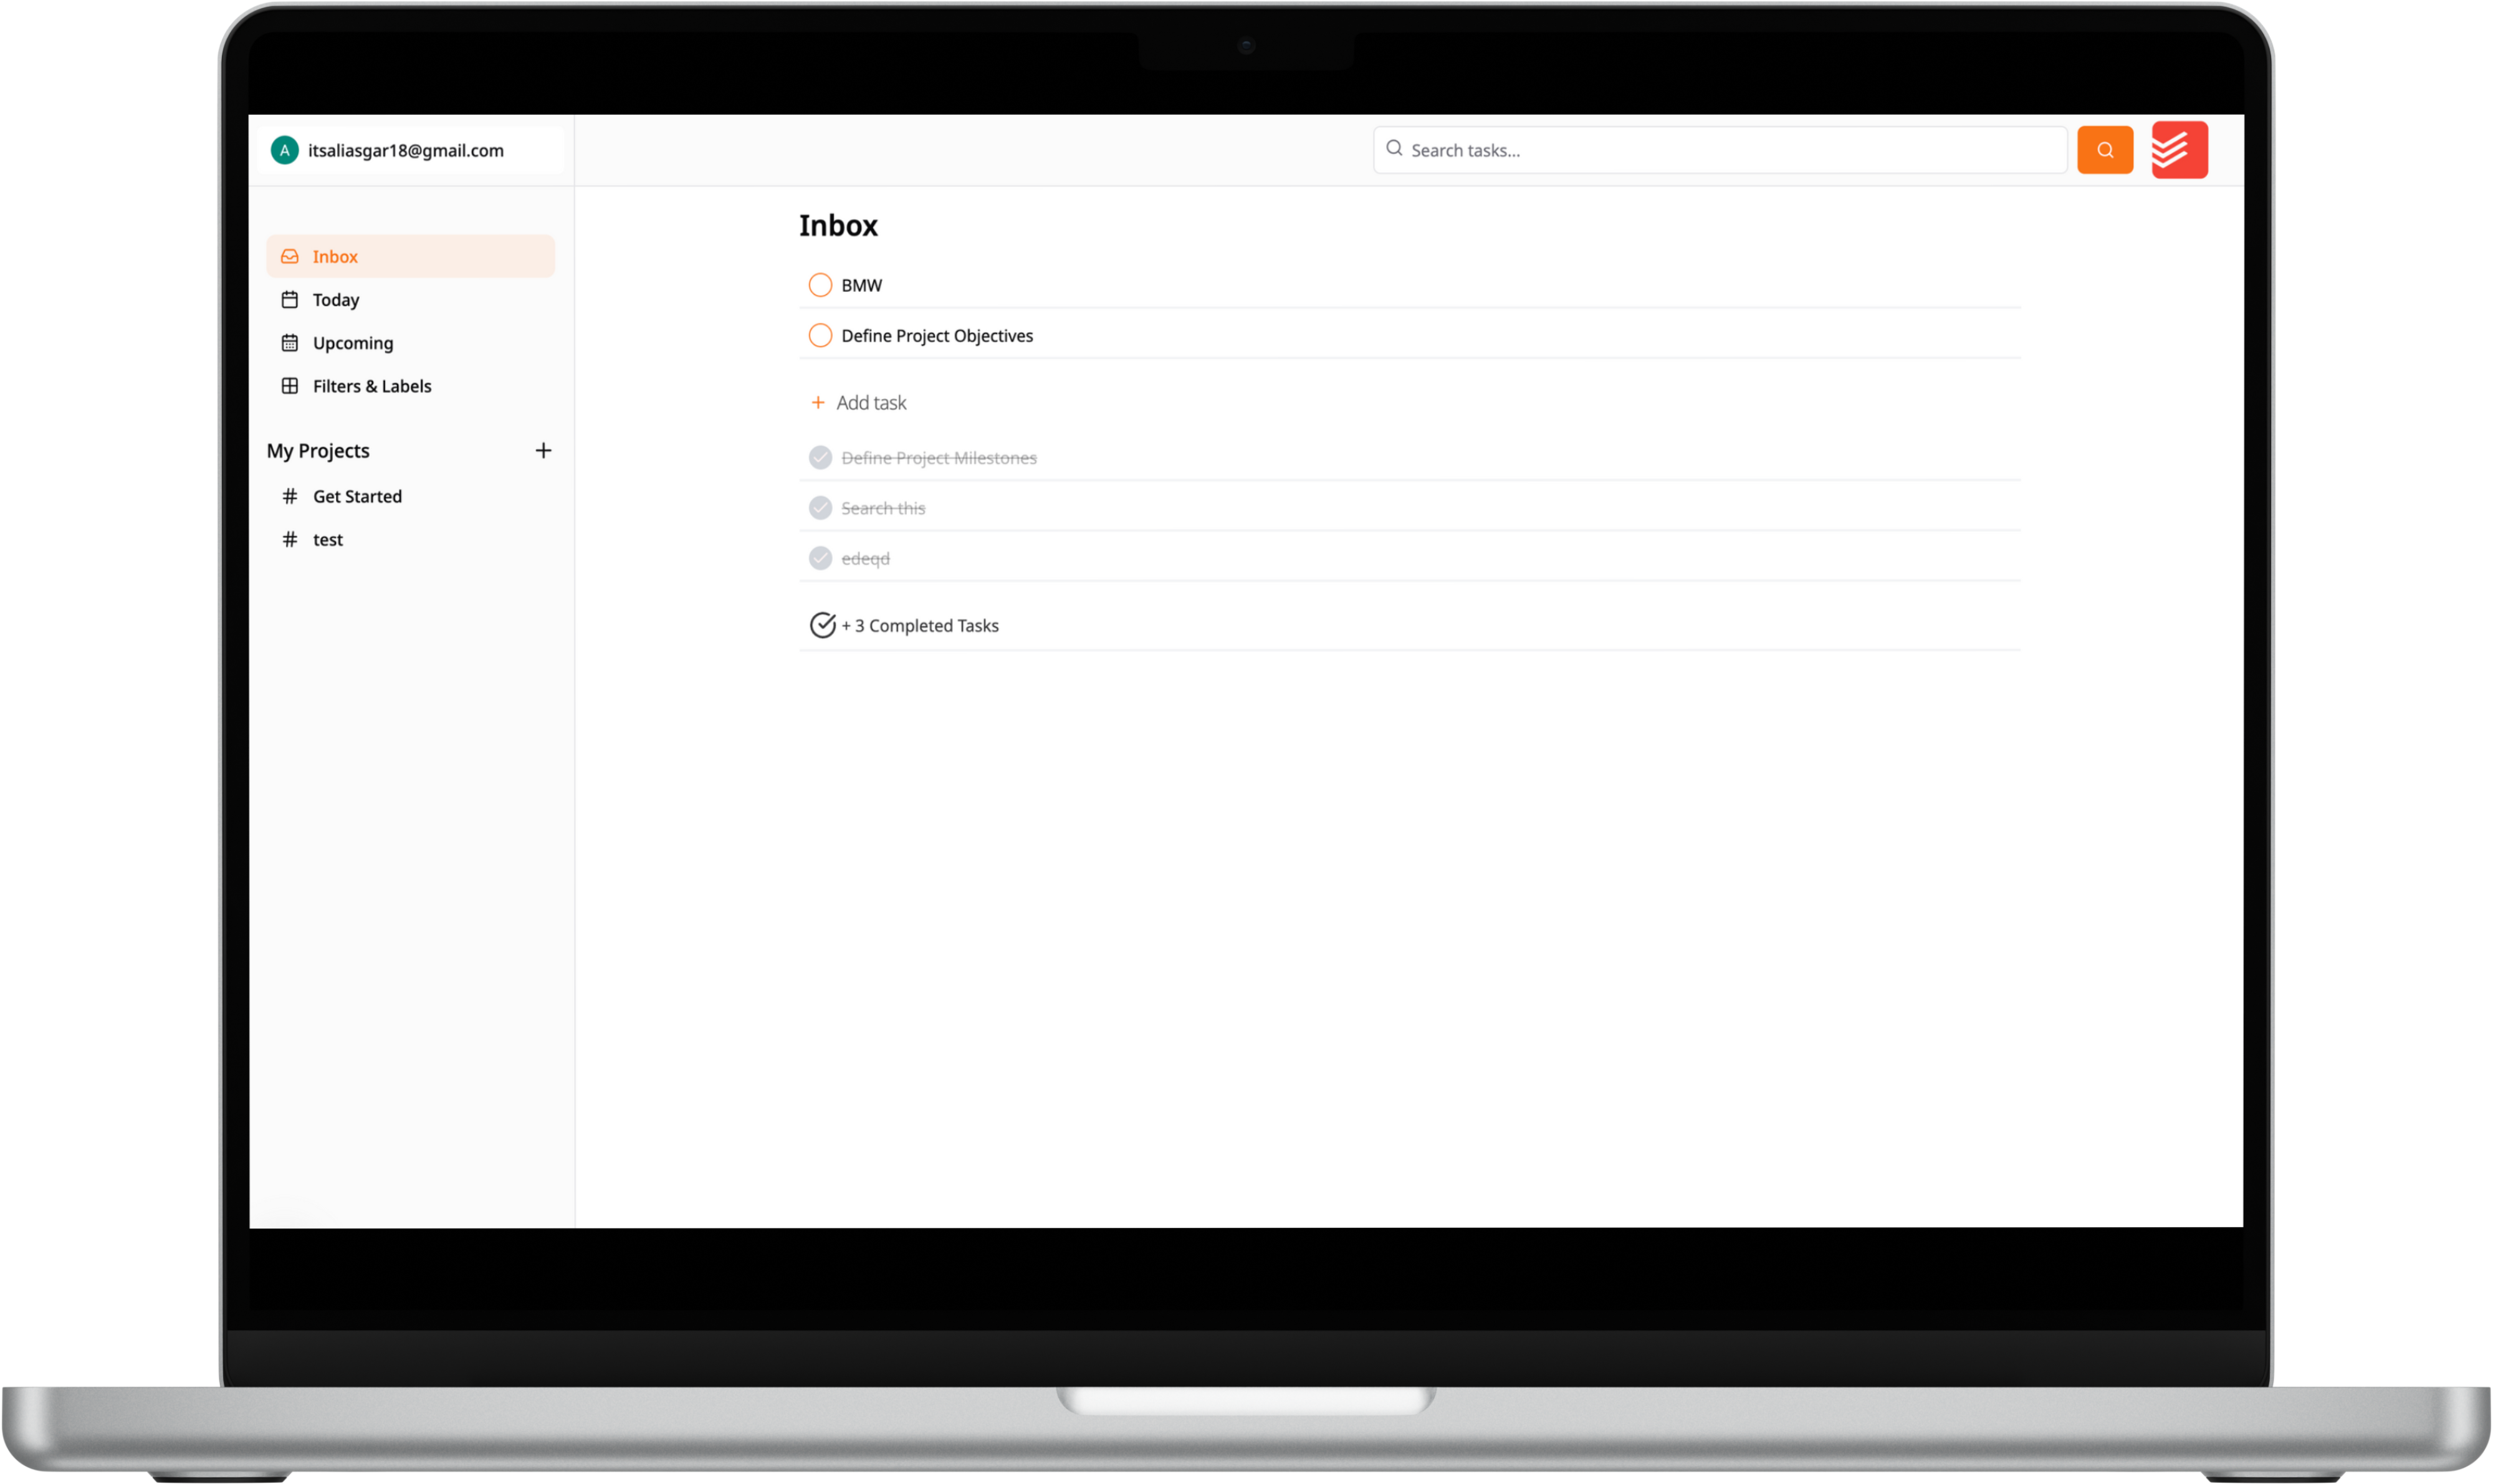 A itsaliasgar18@gmail.com
Search tasks...
Inbox
Today
Upcoming
Filters & Labels
My Projects
# Get Started
# test
Inbox
BMW
Define Project Objectives
+ Add task
Define Project Milestones
Search this
edeqd
+ 3 Completed Tasks